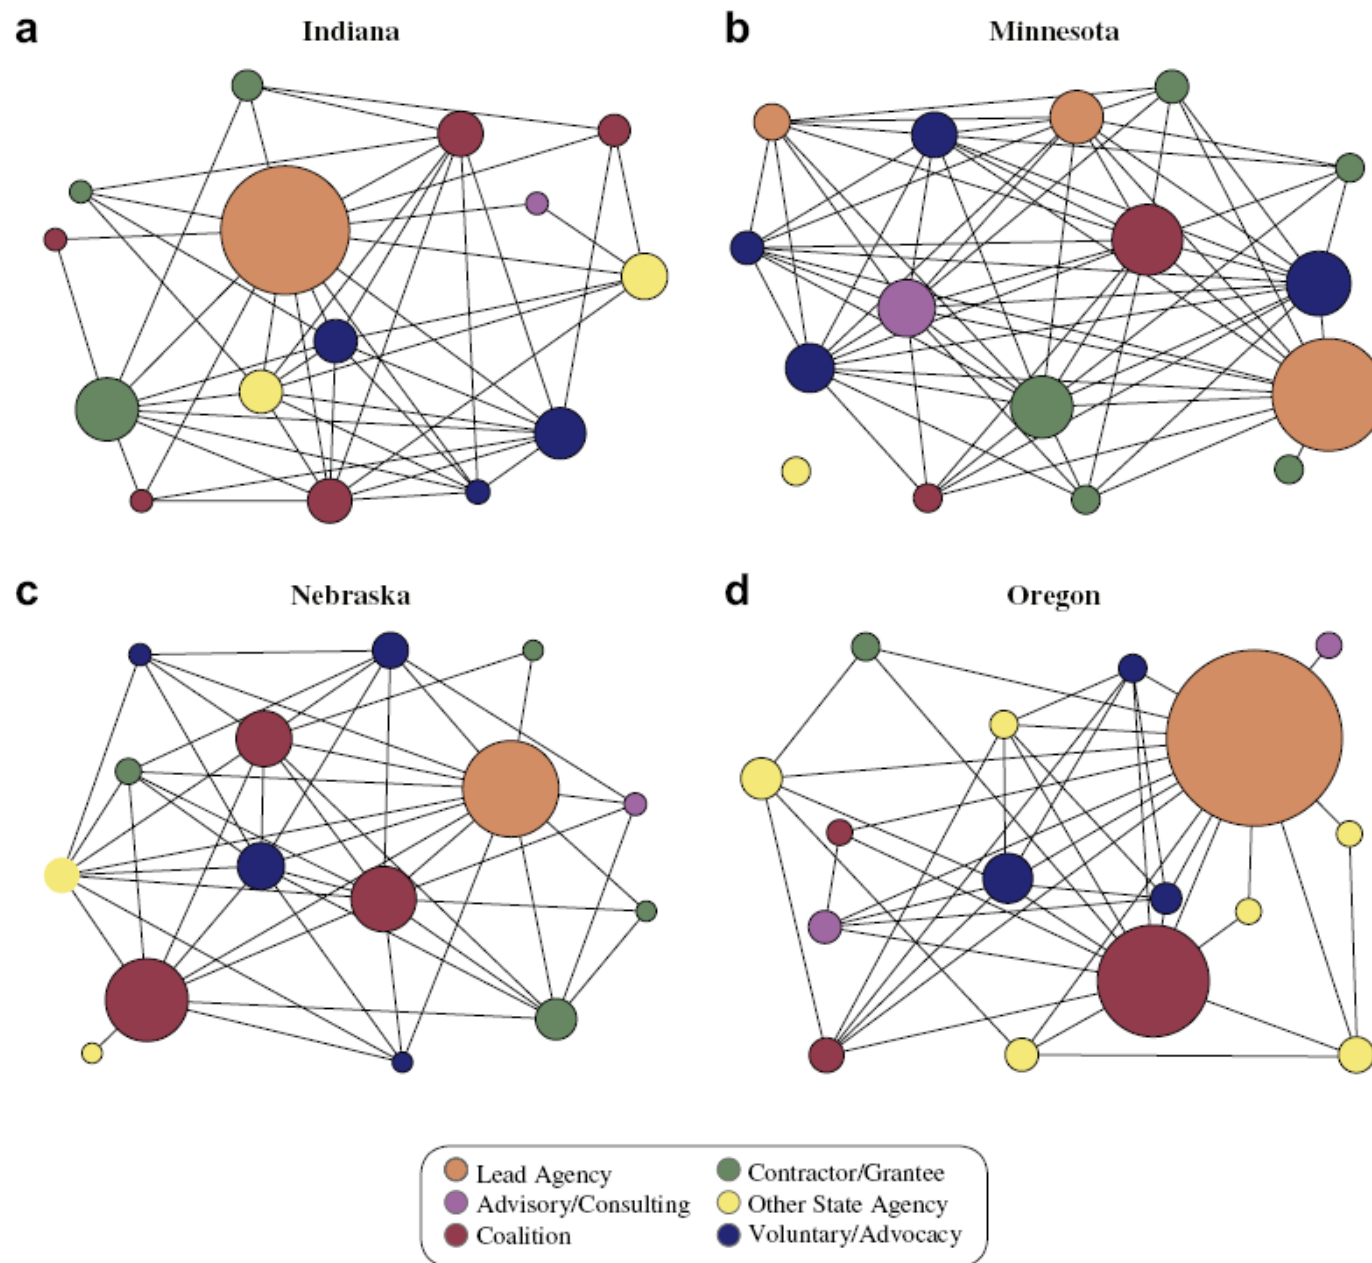 a
Indiana
b
Minnesota
c
Nebraska
d
Oregon
Lead Agency
Contractor/Grantee
Advisory/Consulting
Other State Agency
Coalition
Voluntary/Advocacy